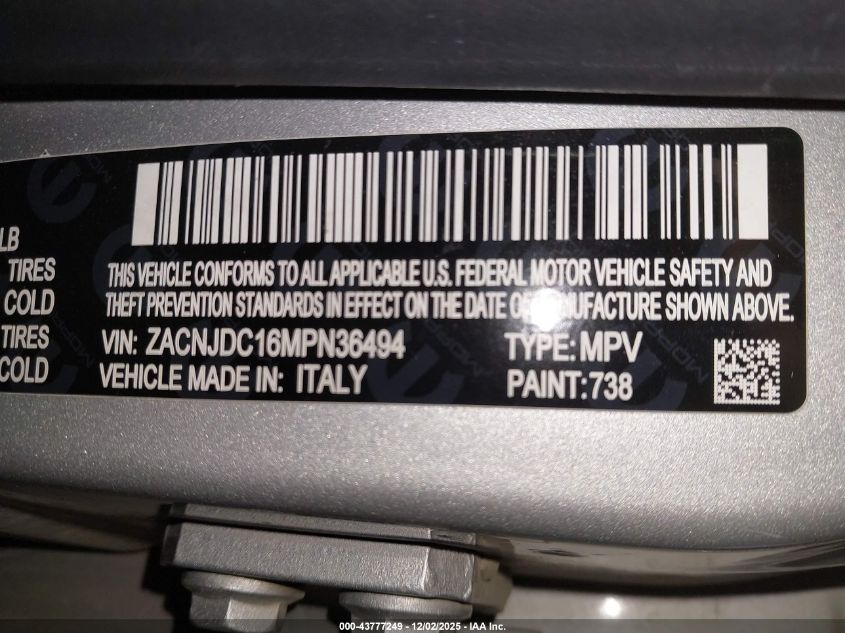 LB
TIRES
COLD
TIRES
COLD
THIS VEHICLE CONFORMS TO ALL APPLICABLE U.S. FEDERAL MOTOR VEHICLE SAFETY AND
THEFT PREVENTION STANDARDS IN EFFECT ON THE DATE OF MANUFACTURE SHOWN ABOVE.
VIN: ZACNJDC16MPN36494 TYPE: MPV
VEHICLE MADE IN: ITALY PAINT:738
MOPAR
000-43777249 - 12/02/2025 - IAA Inc.